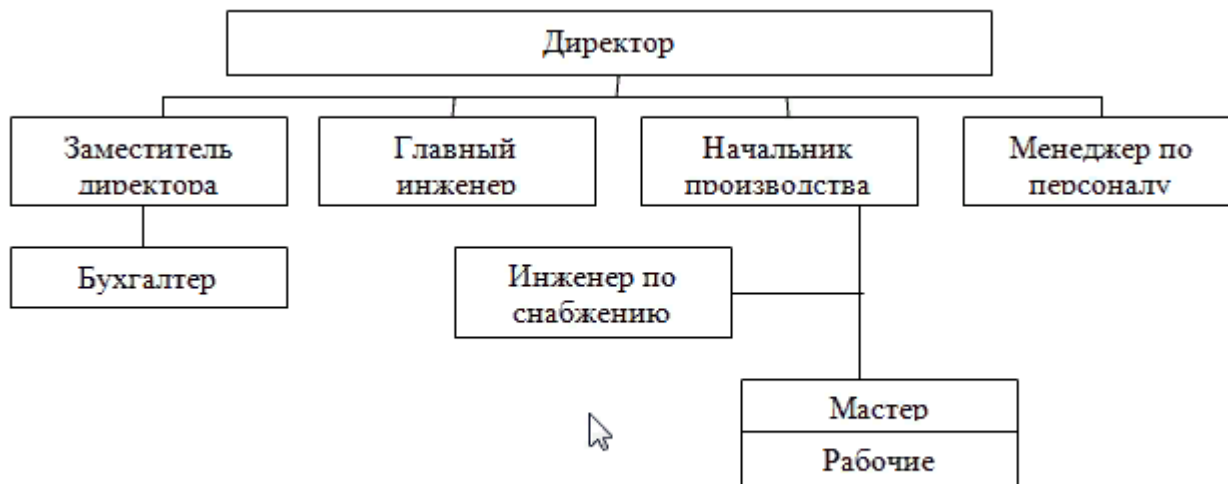 Директор
Заместитель
директора
Главный
инженер
Начальник
производства
Менеджер по
персоналу
Бухгалтер
Инженер по
снабжению
Мастер
Рабочие